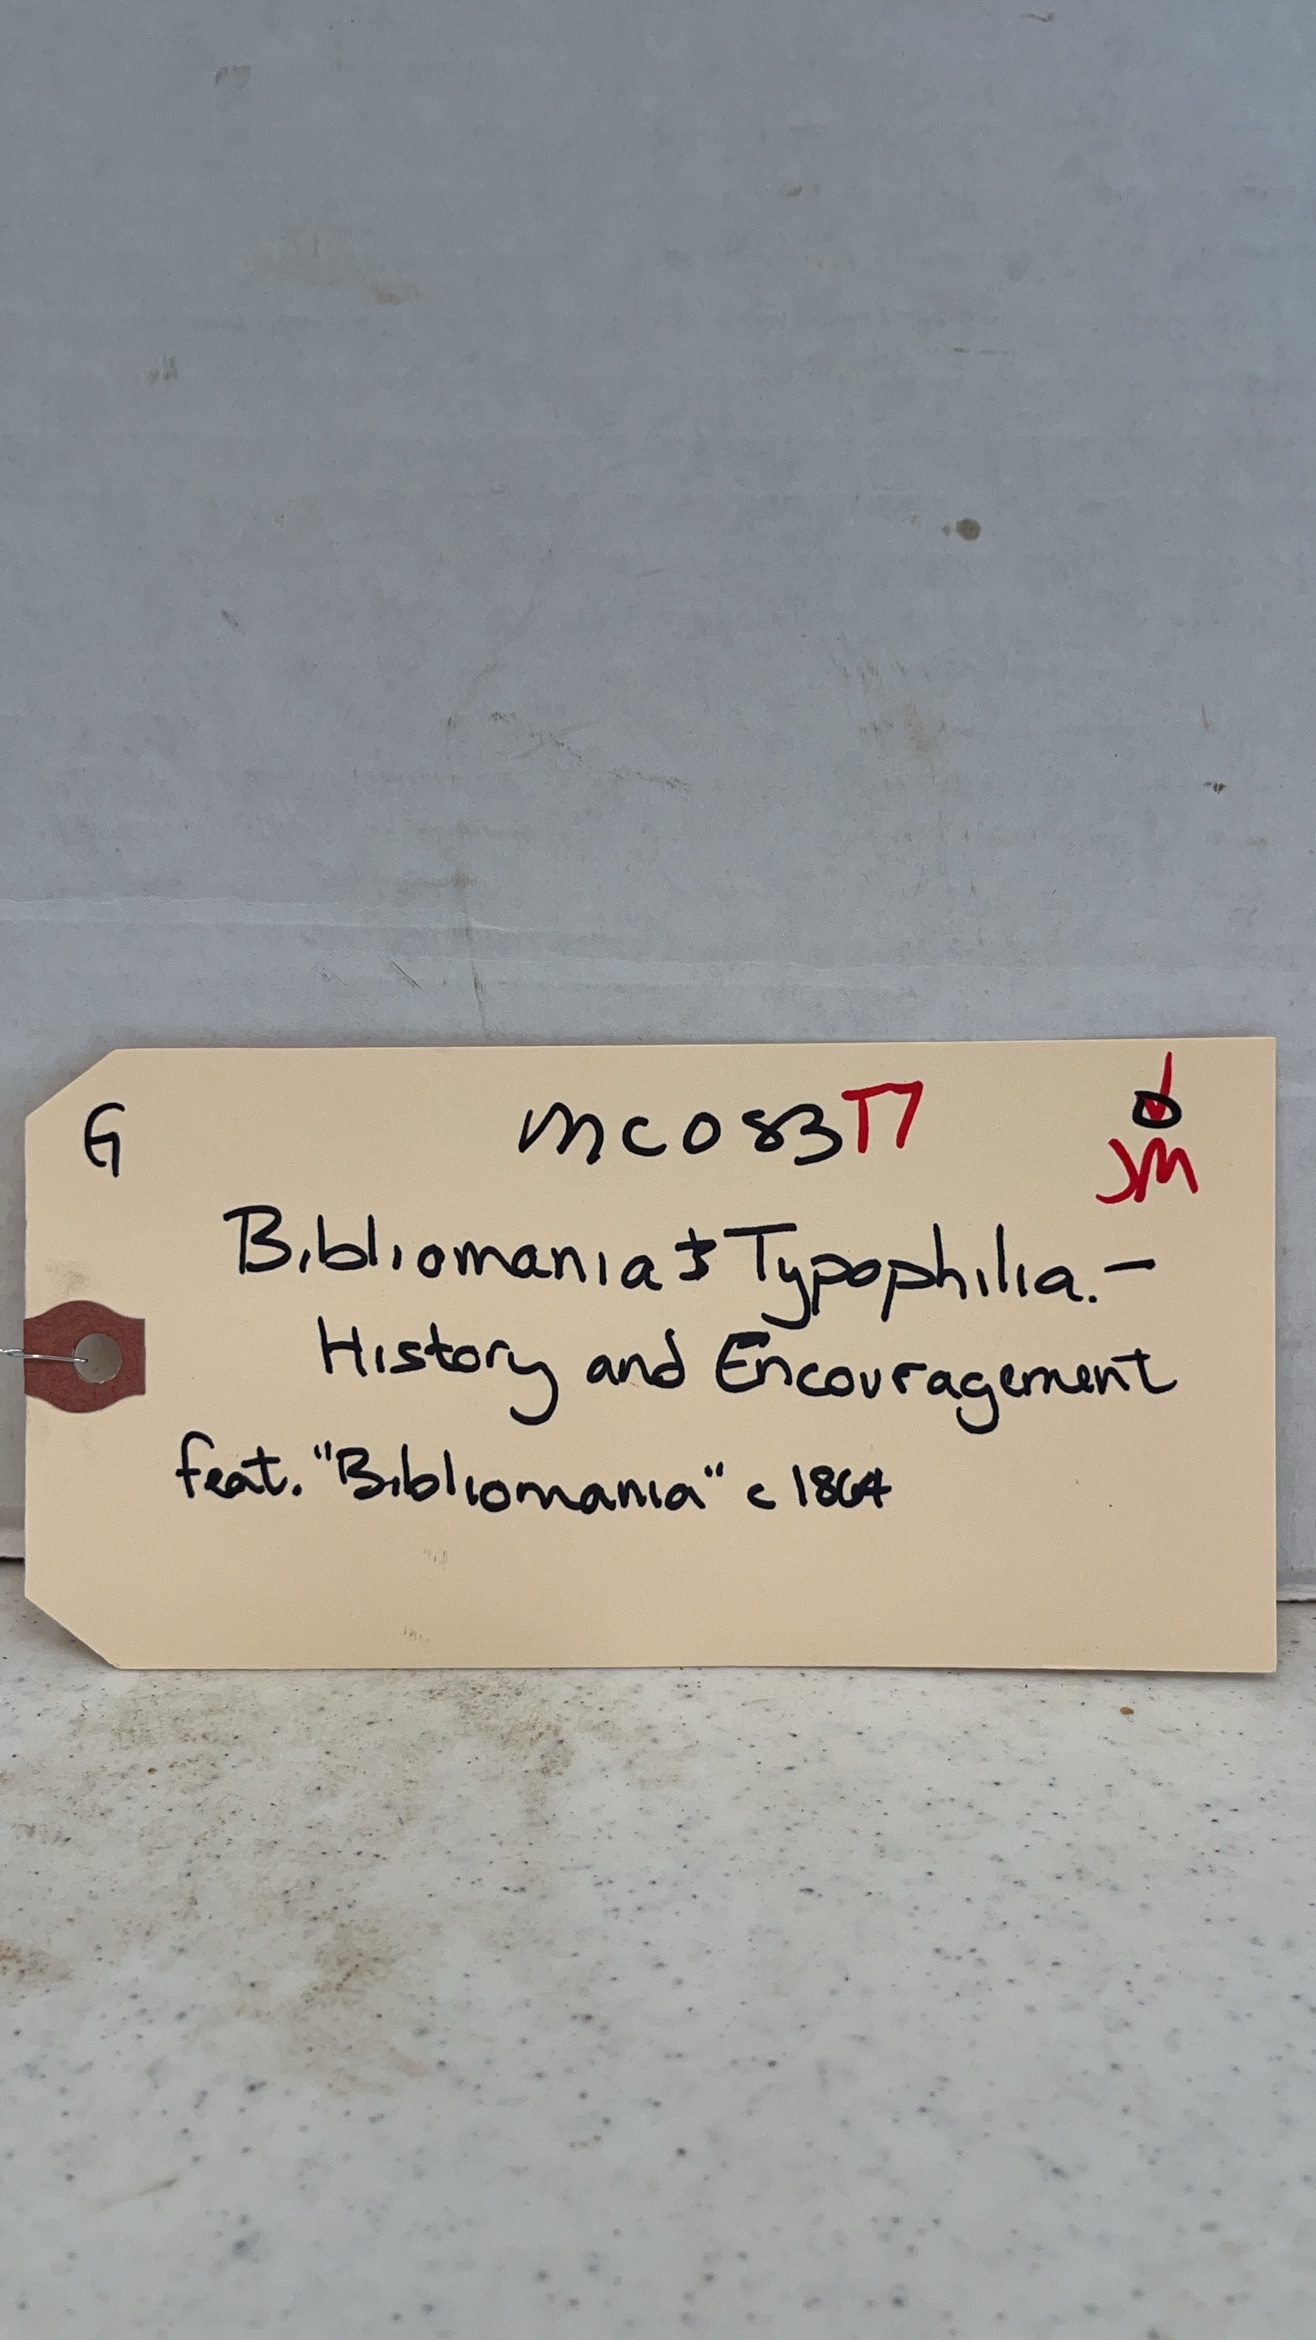 G mc083T7
JM
Bibliomania & Typophilia. -
History and Encouragement
feat. "Bibliomania" c 1864